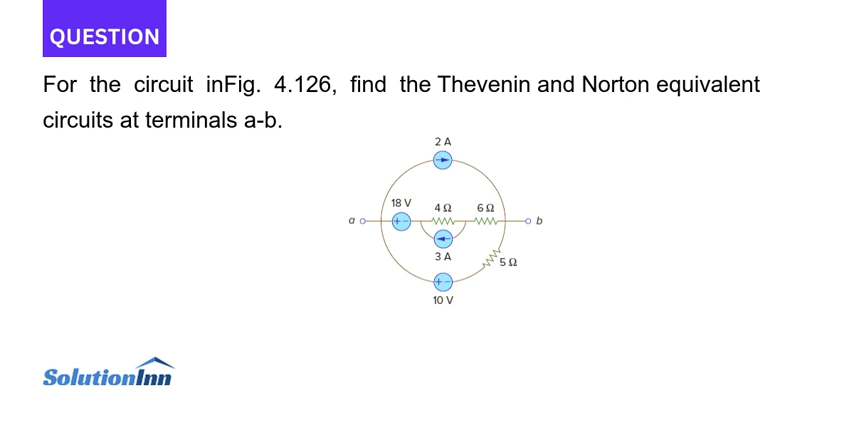 QUESTION
For the circuit inFig. 4.126, find the Thevenin and Norton equivalent
circuits at terminals a-b.
2 A
18 V
4 Ω
6 Ω
a
+ −
b
3 A
5 Ω
+ −
10 V
SolutionInn